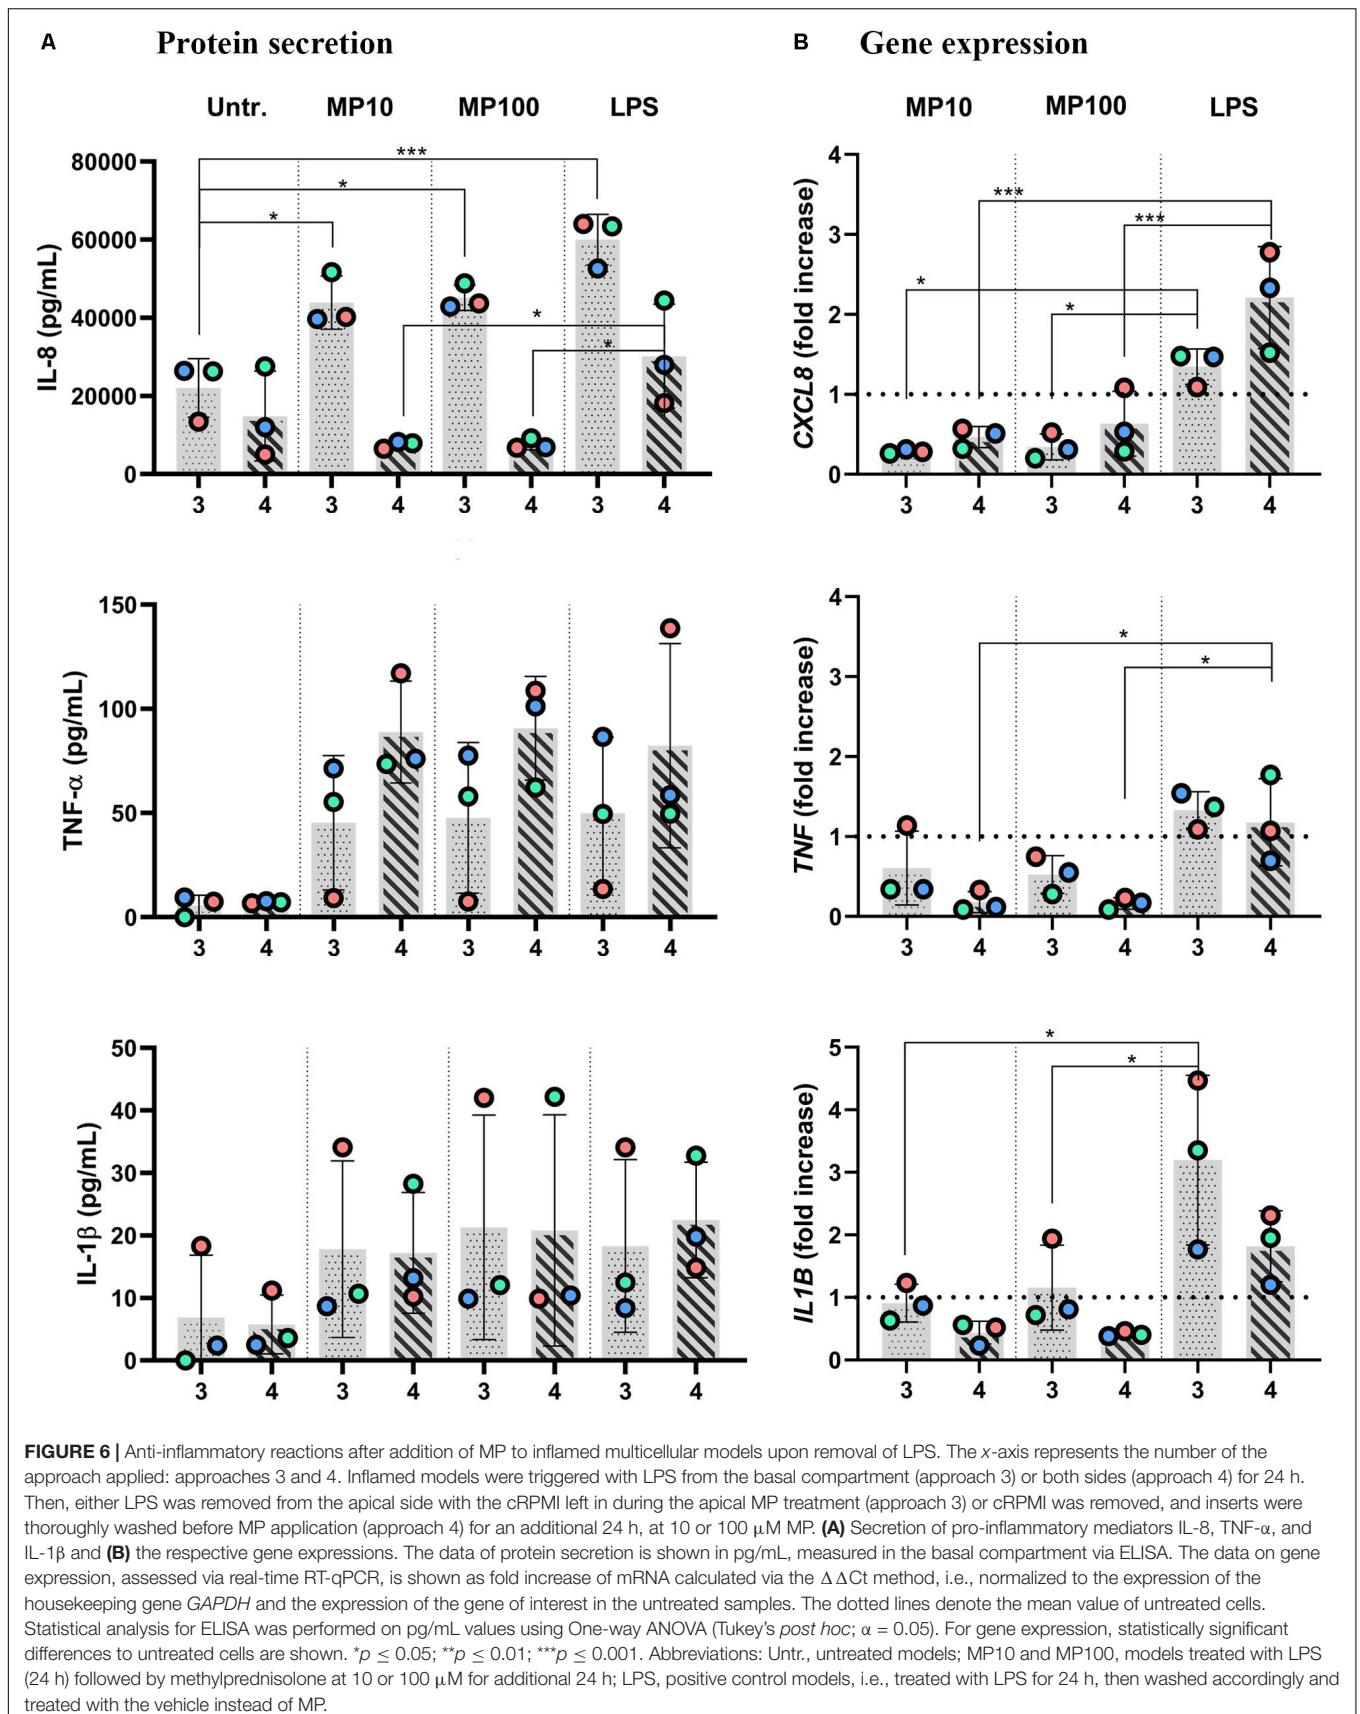 A Protein secretion
Untr. MP10 MP100 LPS
80000
60000
40000
20000
0
IL-8 (pg/mL)
***
*
*
*
*
3 4 3 4 3 4 3 4
150
100
50
0
TNF-α (pg/mL)
3 4 3 4 3 4 3 4
50
40
30
20
10
0
IL-1β (pg/mL)
3 4 3 4 3 4 3 4
B Gene expression
MP10 MP100 LPS
4
3
2
1
0
CXCL8 (fold increase)
***
***
*
*
3 4 3 4 3 4
4
3
2
1
0
TNF (fold increase)
*
*
3 4 3 4 3 4
5
4
3
2
1
0
IL1B (fold increase)
*
*
3 4 3 4 3 4
FIGURE 6 | Anti-inflammatory reactions after addition of MP to inflamed multicellular models upon removal of LPS. The x-axis represents the number of the
approach applied: approaches 3 and 4. Inflamed models were triggered with LPS from the basal compartment (approach 3) or both sides (approach 4) for 24 h.
Then, either LPS was removed from the apical side with the cRPMI left in during the apical MP treatment (approach 3) or cRPMI was removed, and inserts were
thoroughly washed before MP application (approach 4) for an additional 24 h, at 10 or 100 μM MP. (A) Secretion of pro-inflammatory mediators IL-8, TNF-α, and
IL-1β and (B) the respective gene expressions. The data of protein secretion is shown in pg/mL, measured in the basal compartment via ELISA. The data on gene
expression, assessed via real-time RT-qPCR, is shown as fold increase of mRNA calculated via the ΔΔCt method, i.e., normalized to the expression of the
housekeeping gene GAPDH and the expression of the gene of interest in the untreated samples. The dotted lines denote the mean value of untreated cells.
Statistical analysis for ELISA was performed on pg/mL values using One-way ANOVA (Tukey's post hoc; α = 0.05). For gene expression, statistically significant
differences to untreated cells are shown. *p ≤ 0.05; **p ≤ 0.01; ***p ≤ 0.001. Abbreviations: Untr., untreated models; MP10 and MP100, models treated with LPS
(24 h) followed by methylprednisolone at 10 or 100 μM for additional 24 h; LPS, positive control models, i.e., treated with LPS for 24 h, then washed accordingly and
treated with the vehicle instead of MP.